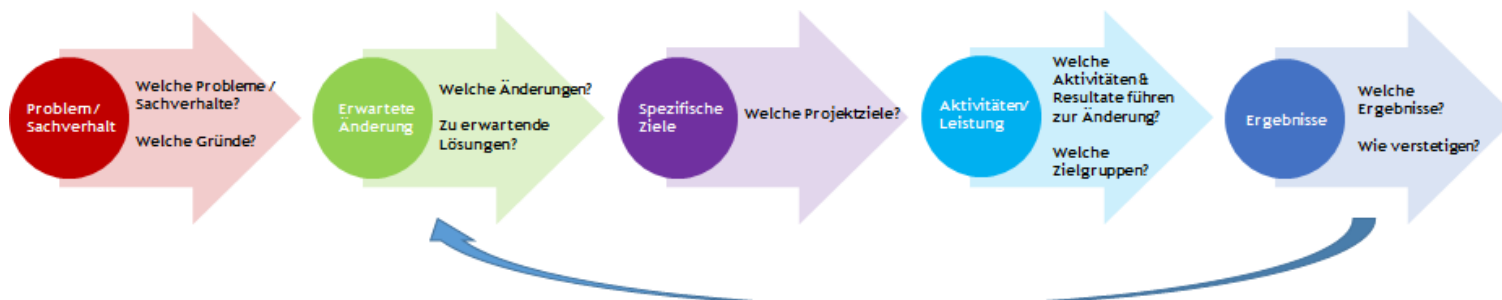 Problem/
Sachverhalt
Welche Probleme /
Sachverhalte?
Welche Gründe?
Erwartete
Änderung
Welche Änderungen?
Zu erwartende
Lösungen?
Spezifische
Ziele
Welche Projektziele?
Aktivitäten/
Leistung
Welche
Aktivitäten&
Resultate führen
zur Änderung?
Welche
Zielgruppen?
Ergebnisse
Welche
Ergebnisse?
Wie verstetigen?